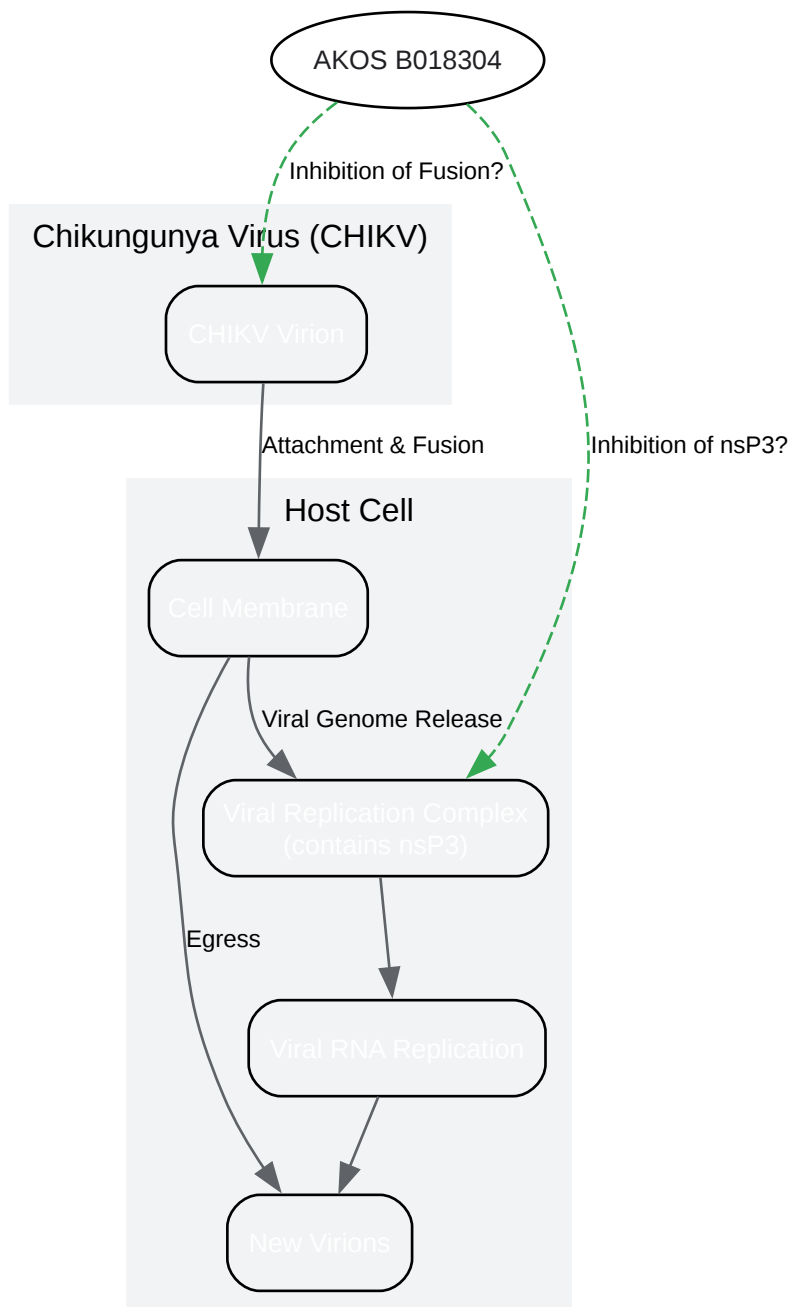 AKOS B018304
Inhibition of Fusion?
Chikungunya Virus (CHIKV)
CHIKV Virion
Attachment & Fusion
Inhibition of nsP3?
Host Cell
Cell Membrane
Viral Genome Release
Viral Replication Complex
(contains nsP3)
Egress
Viral RNA Replication
New Virions